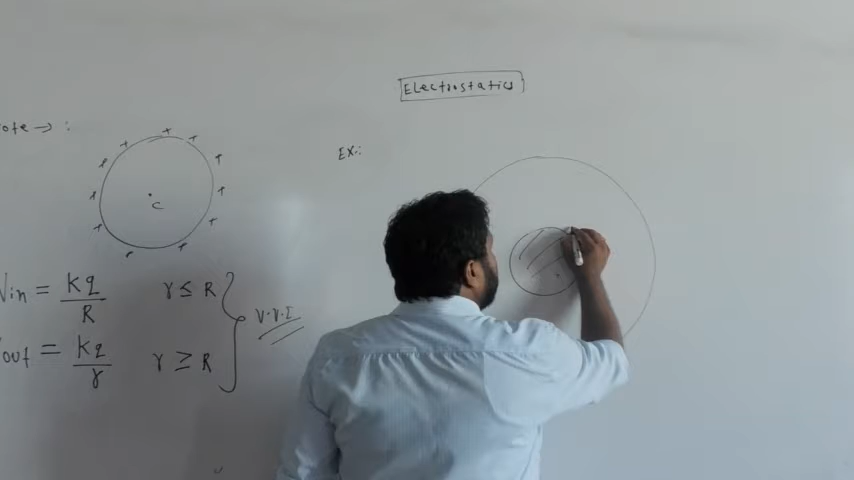 Electrostatics
ote → :
EX:
+ + + + + + + + + + + +
C
Vin = Kq/R r ≤ R
Vout = Kq/r r ≥ R
V.V.I